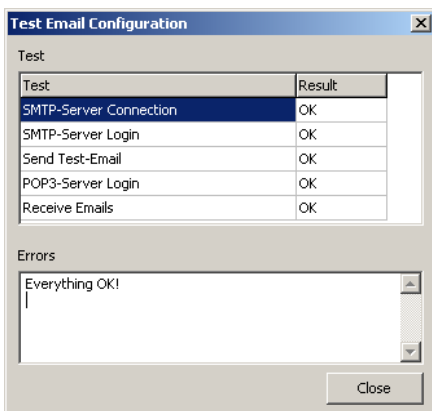 Test Email Configuration
Test
Test Result
SMTP-Server Connection OK
SMTP-Server Login OK
Send Test-Email OK
POP3-Server Login OK
Receive Emails OK
Errors
Everything OK!
Close